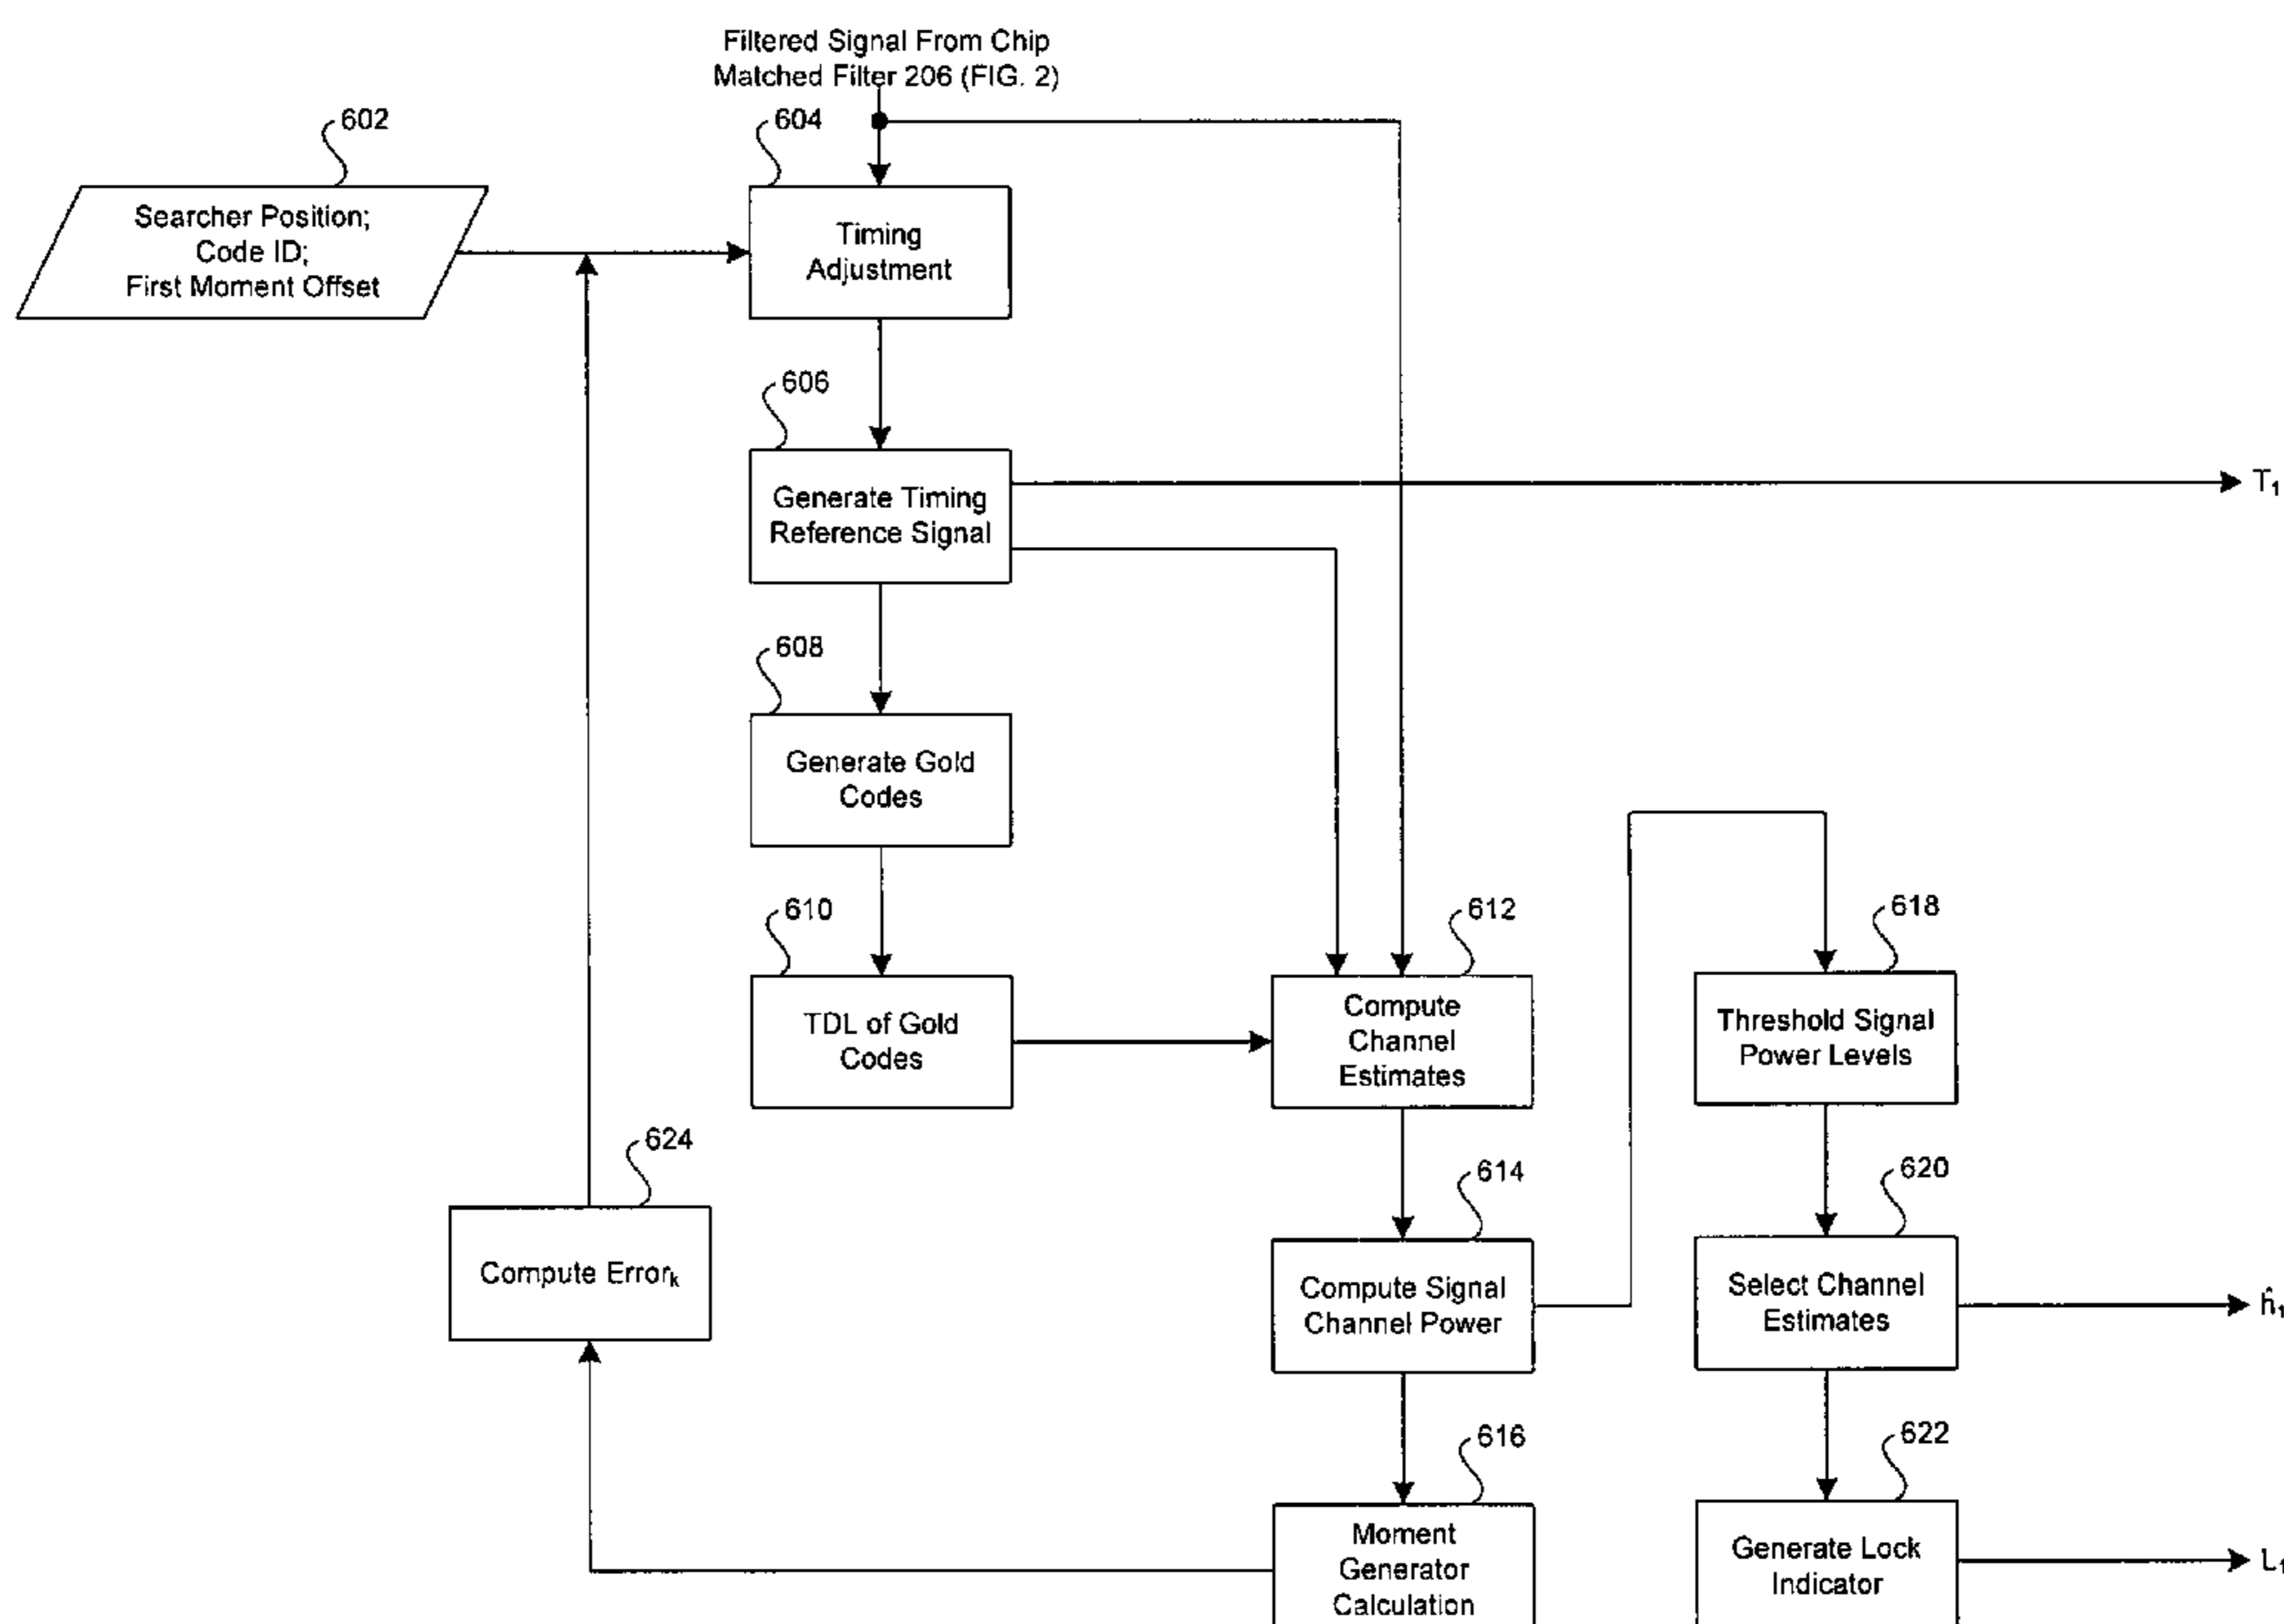 Filtered Signal From Chip
Matched Filter 206 (FIG. 2)
602
604
Searcher Position;
Code ID;
First Moment Offset
Timing
Adjustment
606
Generate Timing
Reference Signal
T₁
608
Generate Gold
Codes
610
TDL of Gold
Codes
612
Compute
Channel
Estimates
618
Threshold Signal
Power Levels
624
Compute Errorₖ
614
Compute Signal
Channel Power
620
Select Channel
Estimates
ĥ₁
616
Moment
Generator
Calculation
622
Generate Lock
Indicator
L₁